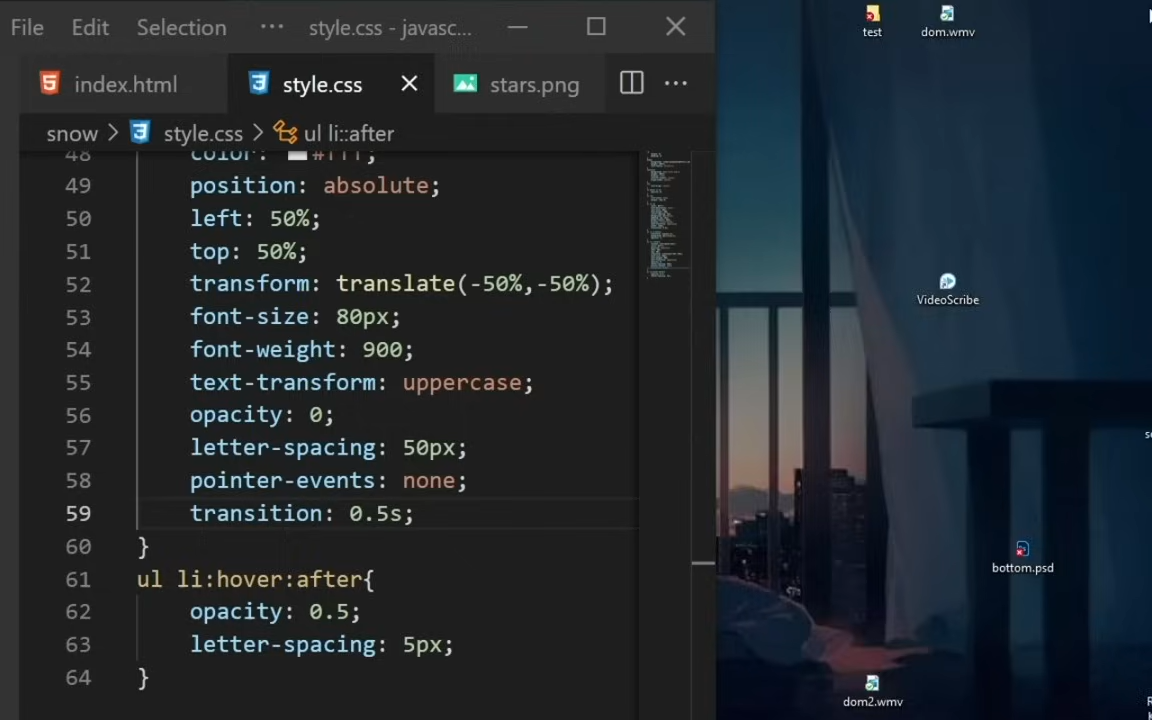 File Edit Selection ··· style.css - javasc...
index.html style.css stars.png
snow > style.css > ul li::after
48 color: #fff;
49 position: absolute;
50 left: 50%;
51 top: 50%;
52 transform: translate(-50%,-50%);
53 font-size: 80px;
54 font-weight: 900;
55 text-transform: uppercase;
56 opacity: 0;
57 letter-spacing: 50px;
58 pointer-events: none;
59 transition: 0.5s;
60 }
61 ul li:hover:after{
62 opacity: 0.5;
63 letter-spacing: 5px;
64 }
test
dom.wmv
VideoScribe
bottom.psd
dom2.wmv